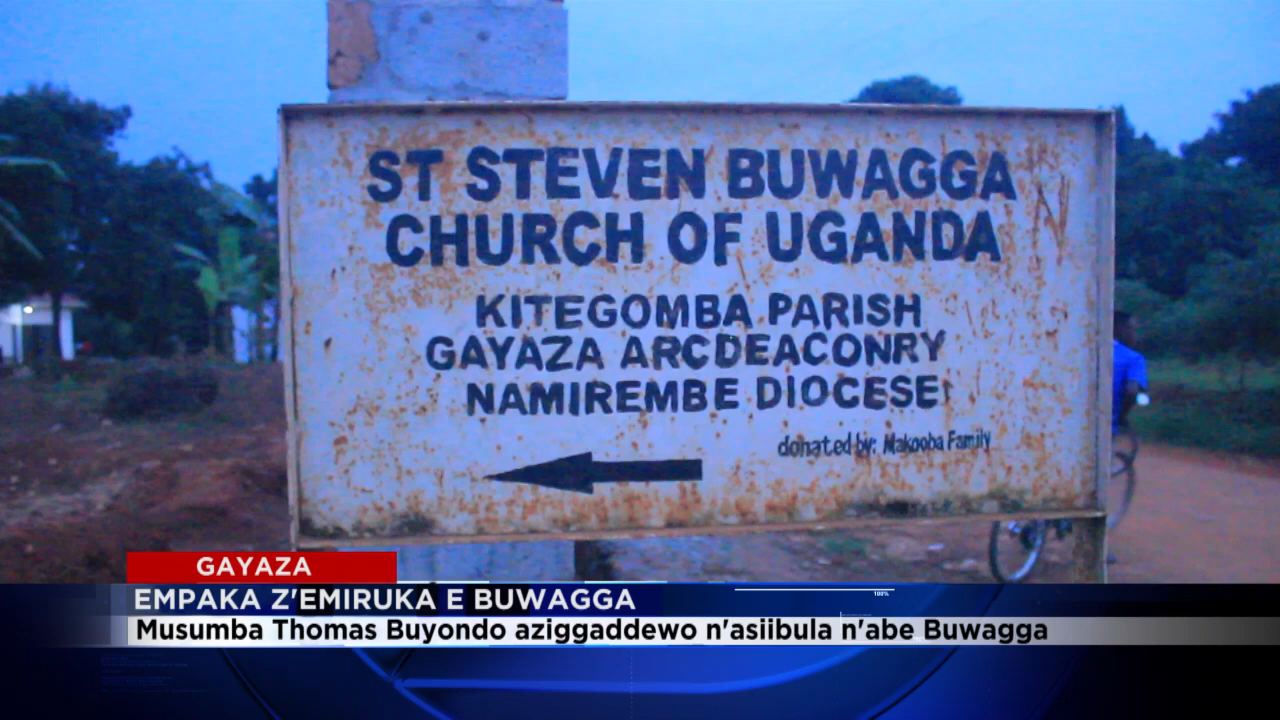 ST STEVEN BUWAGGA
CHURCH OF UGANDA
KITEGOMBA PARISH
GAYAZA ARCDEACONRY
NAMIREMBE DIOCESE
donated by: Makooba Family
GAYAZA
EMPAKA Z'EMIRUKA E BUWAGGA
100%
Musumba Thomas Buyondo aziggaddewo n'asiibula n'abe Buwagga